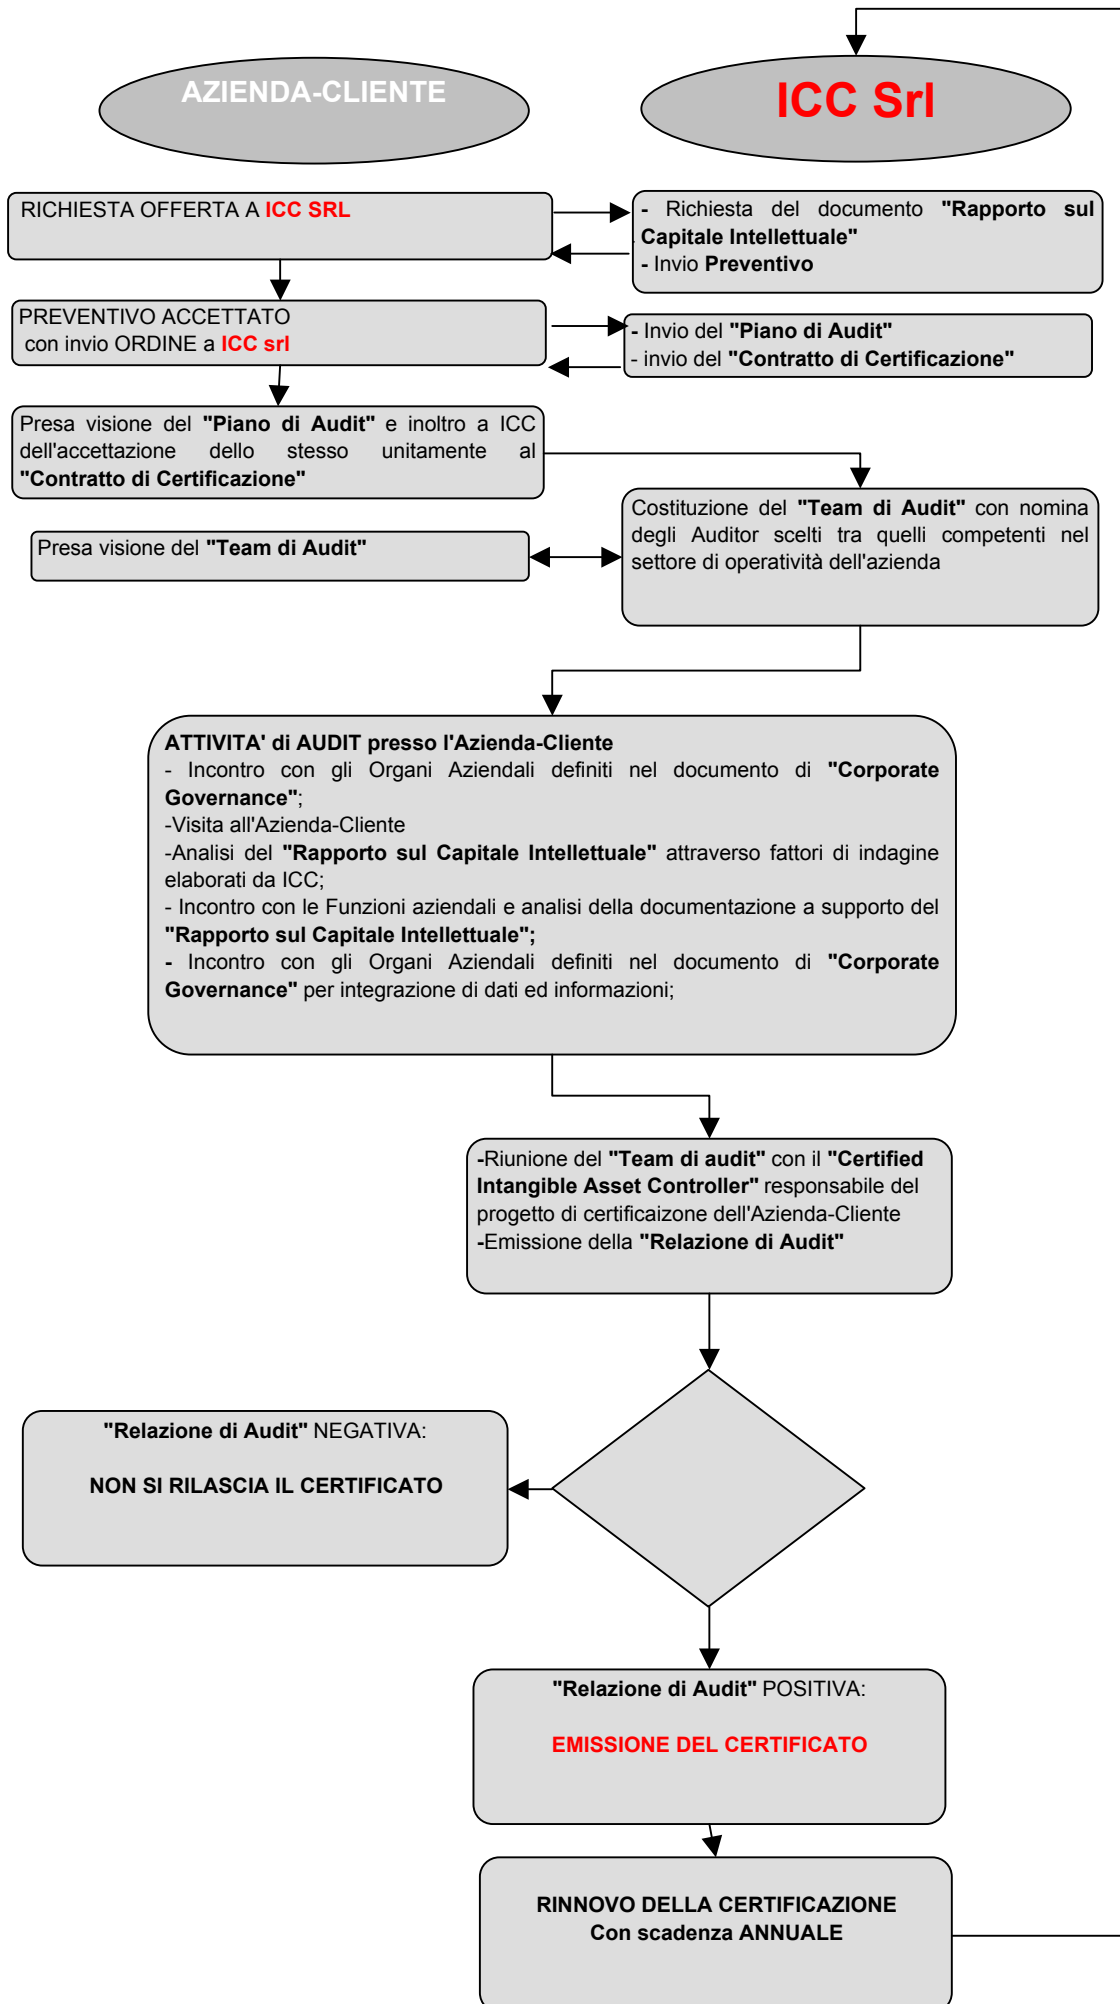 AZIENDA-CLIENTE
ICC Srl
RICHIESTA OFFERTA A ICC SRL
- Richiesta del documento "Rapporto sul
Capitale Intellettuale"
- Invio Preventivo
PREVENTIVO ACCETTATO
con invio ORDINE a ICC srl
- Invio del "Piano di Audit"
- invio del "Contratto di Certificazione"
Presa visione del "Piano di Audit" e inoltro a ICC
dell'accettazione dello stesso unitamente al
"Contratto di Certificazione"
Costituzione del "Team di Audit" con nomina
degli Auditor scelti tra quelli competenti nel
settore di operatività dell'azienda
Presa visione del "Team di Audit"
ATTIVITA' di AUDIT presso l'Azienda-Cliente
- Incontro con gli Organi Aziendali definiti nel documento di "Corporate
Governance";
-Visita all'Azienda-Cliente
-Analisi del "Rapporto sul Capitale Intellettuale" attraverso fattori di indagine
elaborati da ICC;
- Incontro con le Funzioni aziendali e analisi della documentazione a supporto del
"Rapporto sul Capitale Intellettuale";
- Incontro con gli Organi Aziendali definiti nel documento di "Corporate
Governance" per integrazione di dati ed informazioni;
-Riunione del "Team di audit" con il "Certified
Intangible Asset Controller" responsabile del
progetto di certificaizone dell'Azienda-Cliente
-Emissione della "Relazione di Audit"
"Relazione di Audit" NEGATIVA:
NON SI RILASCIA IL CERTIFICATO
"Relazione di Audit" POSITIVA:
EMISSIONE DEL CERTIFICATO
RINNOVO DELLA CERTIFICAZIONE
Con scadenza ANNUALE